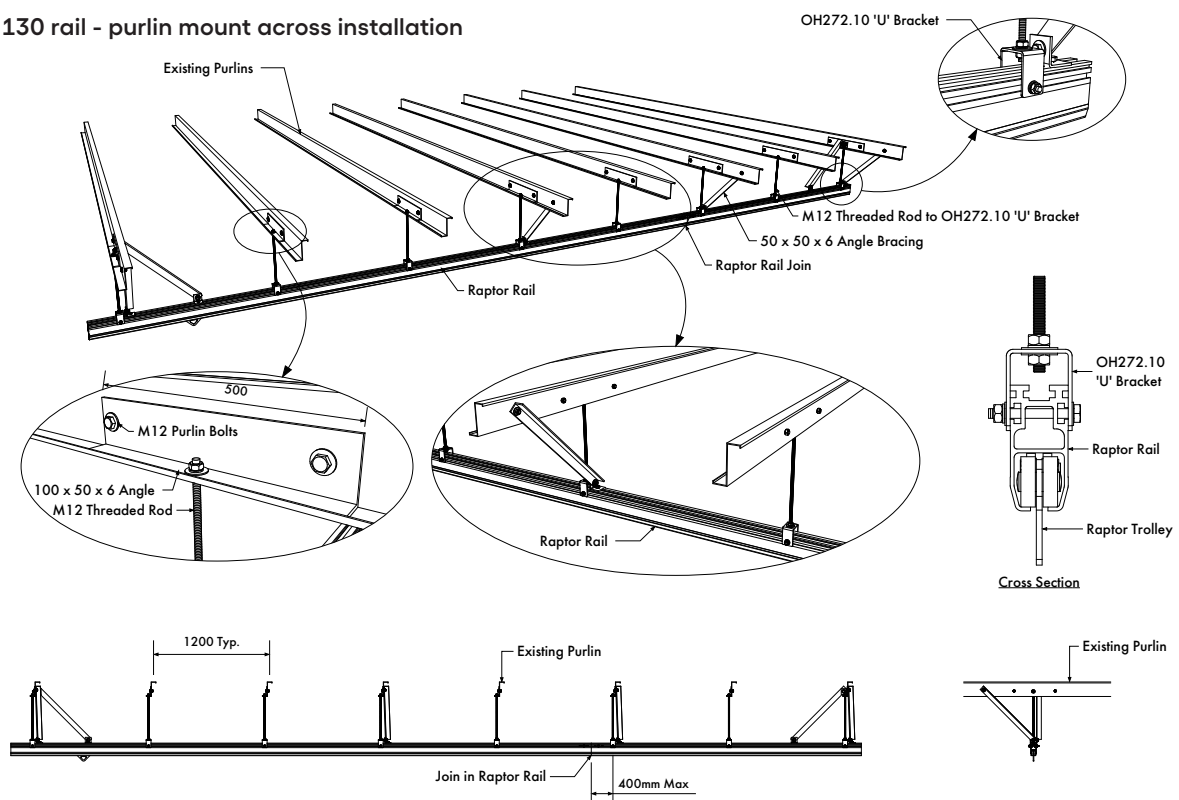 130 rail - purlin mount across installation
OH272.10 'U' Bracket
Existing Purlins
M12 Threaded Rod to OH272.10 'U' Bracket
50 x 50 x 6 Angle Bracing
Raptor Rail Join
Raptor Rail
500
M12 Purlin Bolts
100 x 50 x 6 Angle
M12 Threaded Rod
Raptor Rail
OH272.10
'U' Bracket
Raptor Rail
Raptor Trolley
Cross Section
1200 Typ.
Existing Purlin
Existing Purlin
Join in Raptor Rail
400mm Max